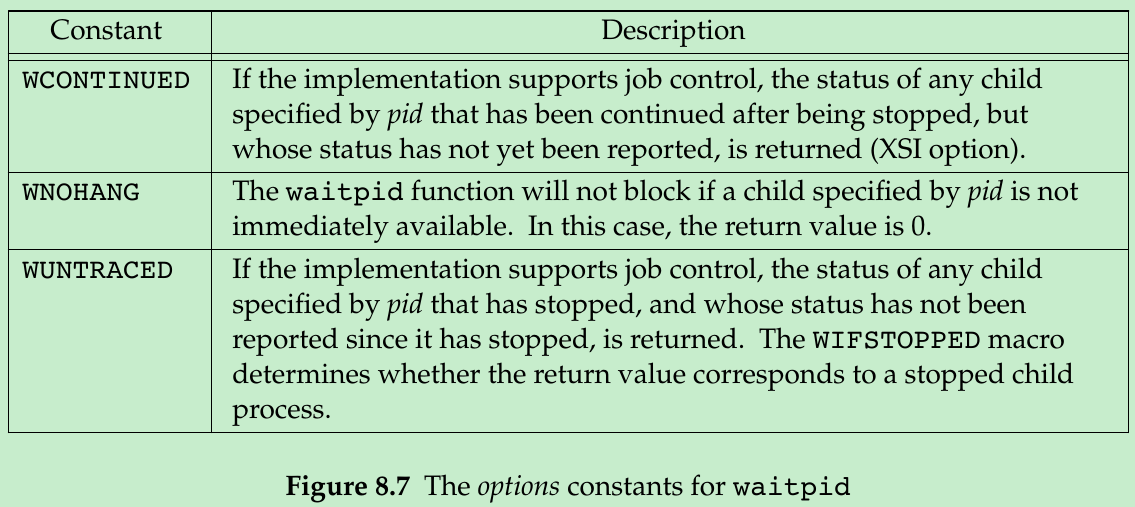 Constant Description
WCONTINUED If the implementation supports job control, the status of any child
specified by pid that has been continued after being stopped, but
whose status has not yet been reported, is returned (XSI option).
WNOHANG The waitpid function will not block if a child specified by pid is not
immediately available. In this case, the return value is 0.
WUNTRACED If the implementation supports job control, the status of any child
specified by pid that has stopped, and whose status has not been
reported since it has stopped, is returned. The WIFSTOPPED macro
determines whether the return value corresponds to a stopped child
process.
Figure 8.7 The options constants for waitpid